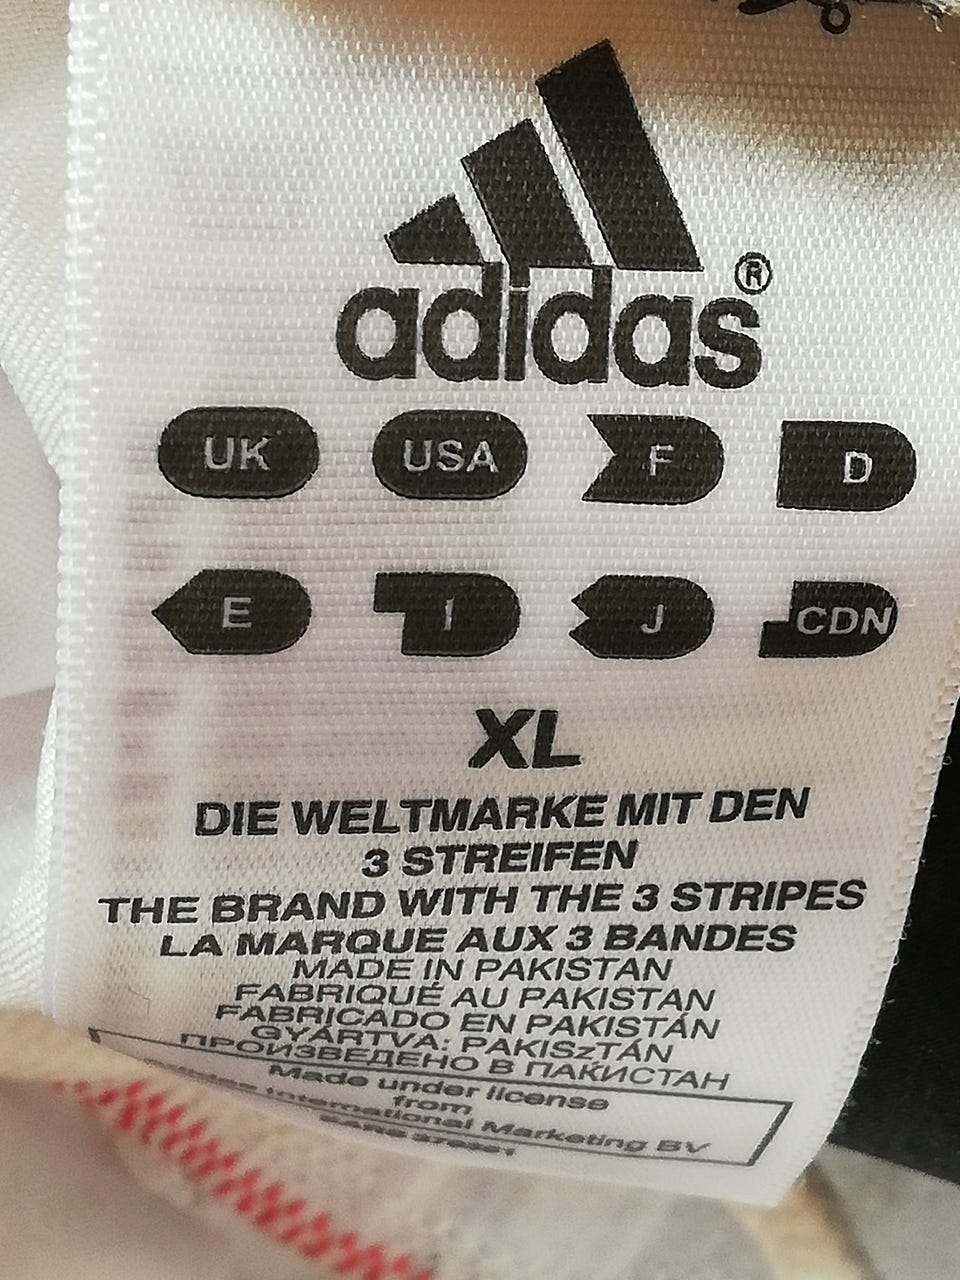 adidas®
UK USA F D
E I J CDN
XL
DIE WELTMARKE MIT DEN
3 STREIFEN
THE BRAND WITH THE 3 STRIPES
LA MARQUE AUX 3 BANDES
MADE IN PAKISTAN
FABRIQUÉ AU PAKISTAN
FABRICADO EN PAKISTÁN
GYÁRTVA: PAKISzTÁN
ПРОИЗВЕДЕНО В ПАКИСТАН
Made under license
from
International Marketing BV